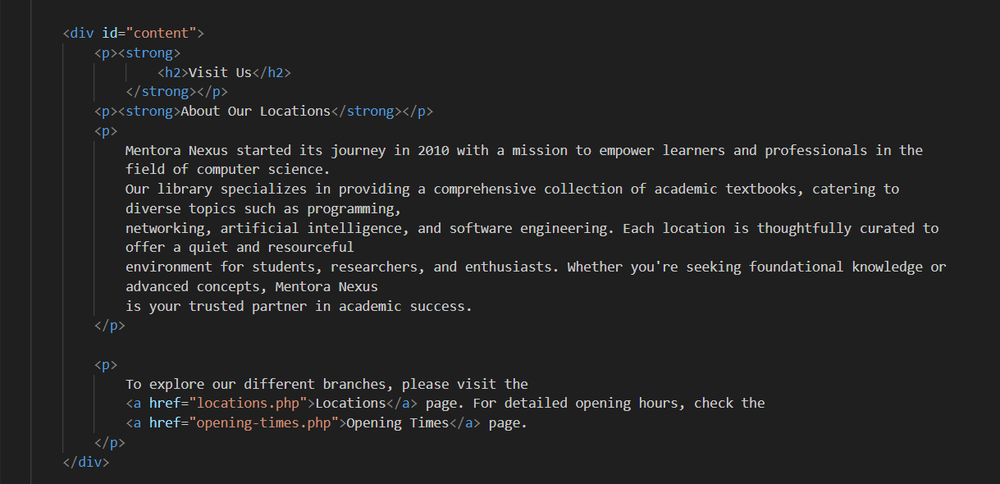 <div id="content">
<p><strong>
<h2>Visit Us</h2>
</strong></p>
<p><strong>About Our Locations</strong></p>
<p>
Mentora Nexus started its journey in 2010 with a mission to empower learners and professionals in the
field of computer science.
Our library specializes in providing a comprehensive collection of academic textbooks, catering to
diverse topics such as programming,
networking, artificial intelligence, and software engineering. Each location is thoughtfully curated to
offer a quiet and resourceful
environment for students, researchers, and enthusiasts. Whether you're seeking foundational knowledge or
advanced concepts, Mentora Nexus
is your trusted partner in academic success.
</p>
<p>
To explore our different branches, please visit the
<a href="locations.php">Locations</a> page. For detailed opening hours, check the
<a href="opening-times.php">Opening Times</a> page.
</p>
</div>